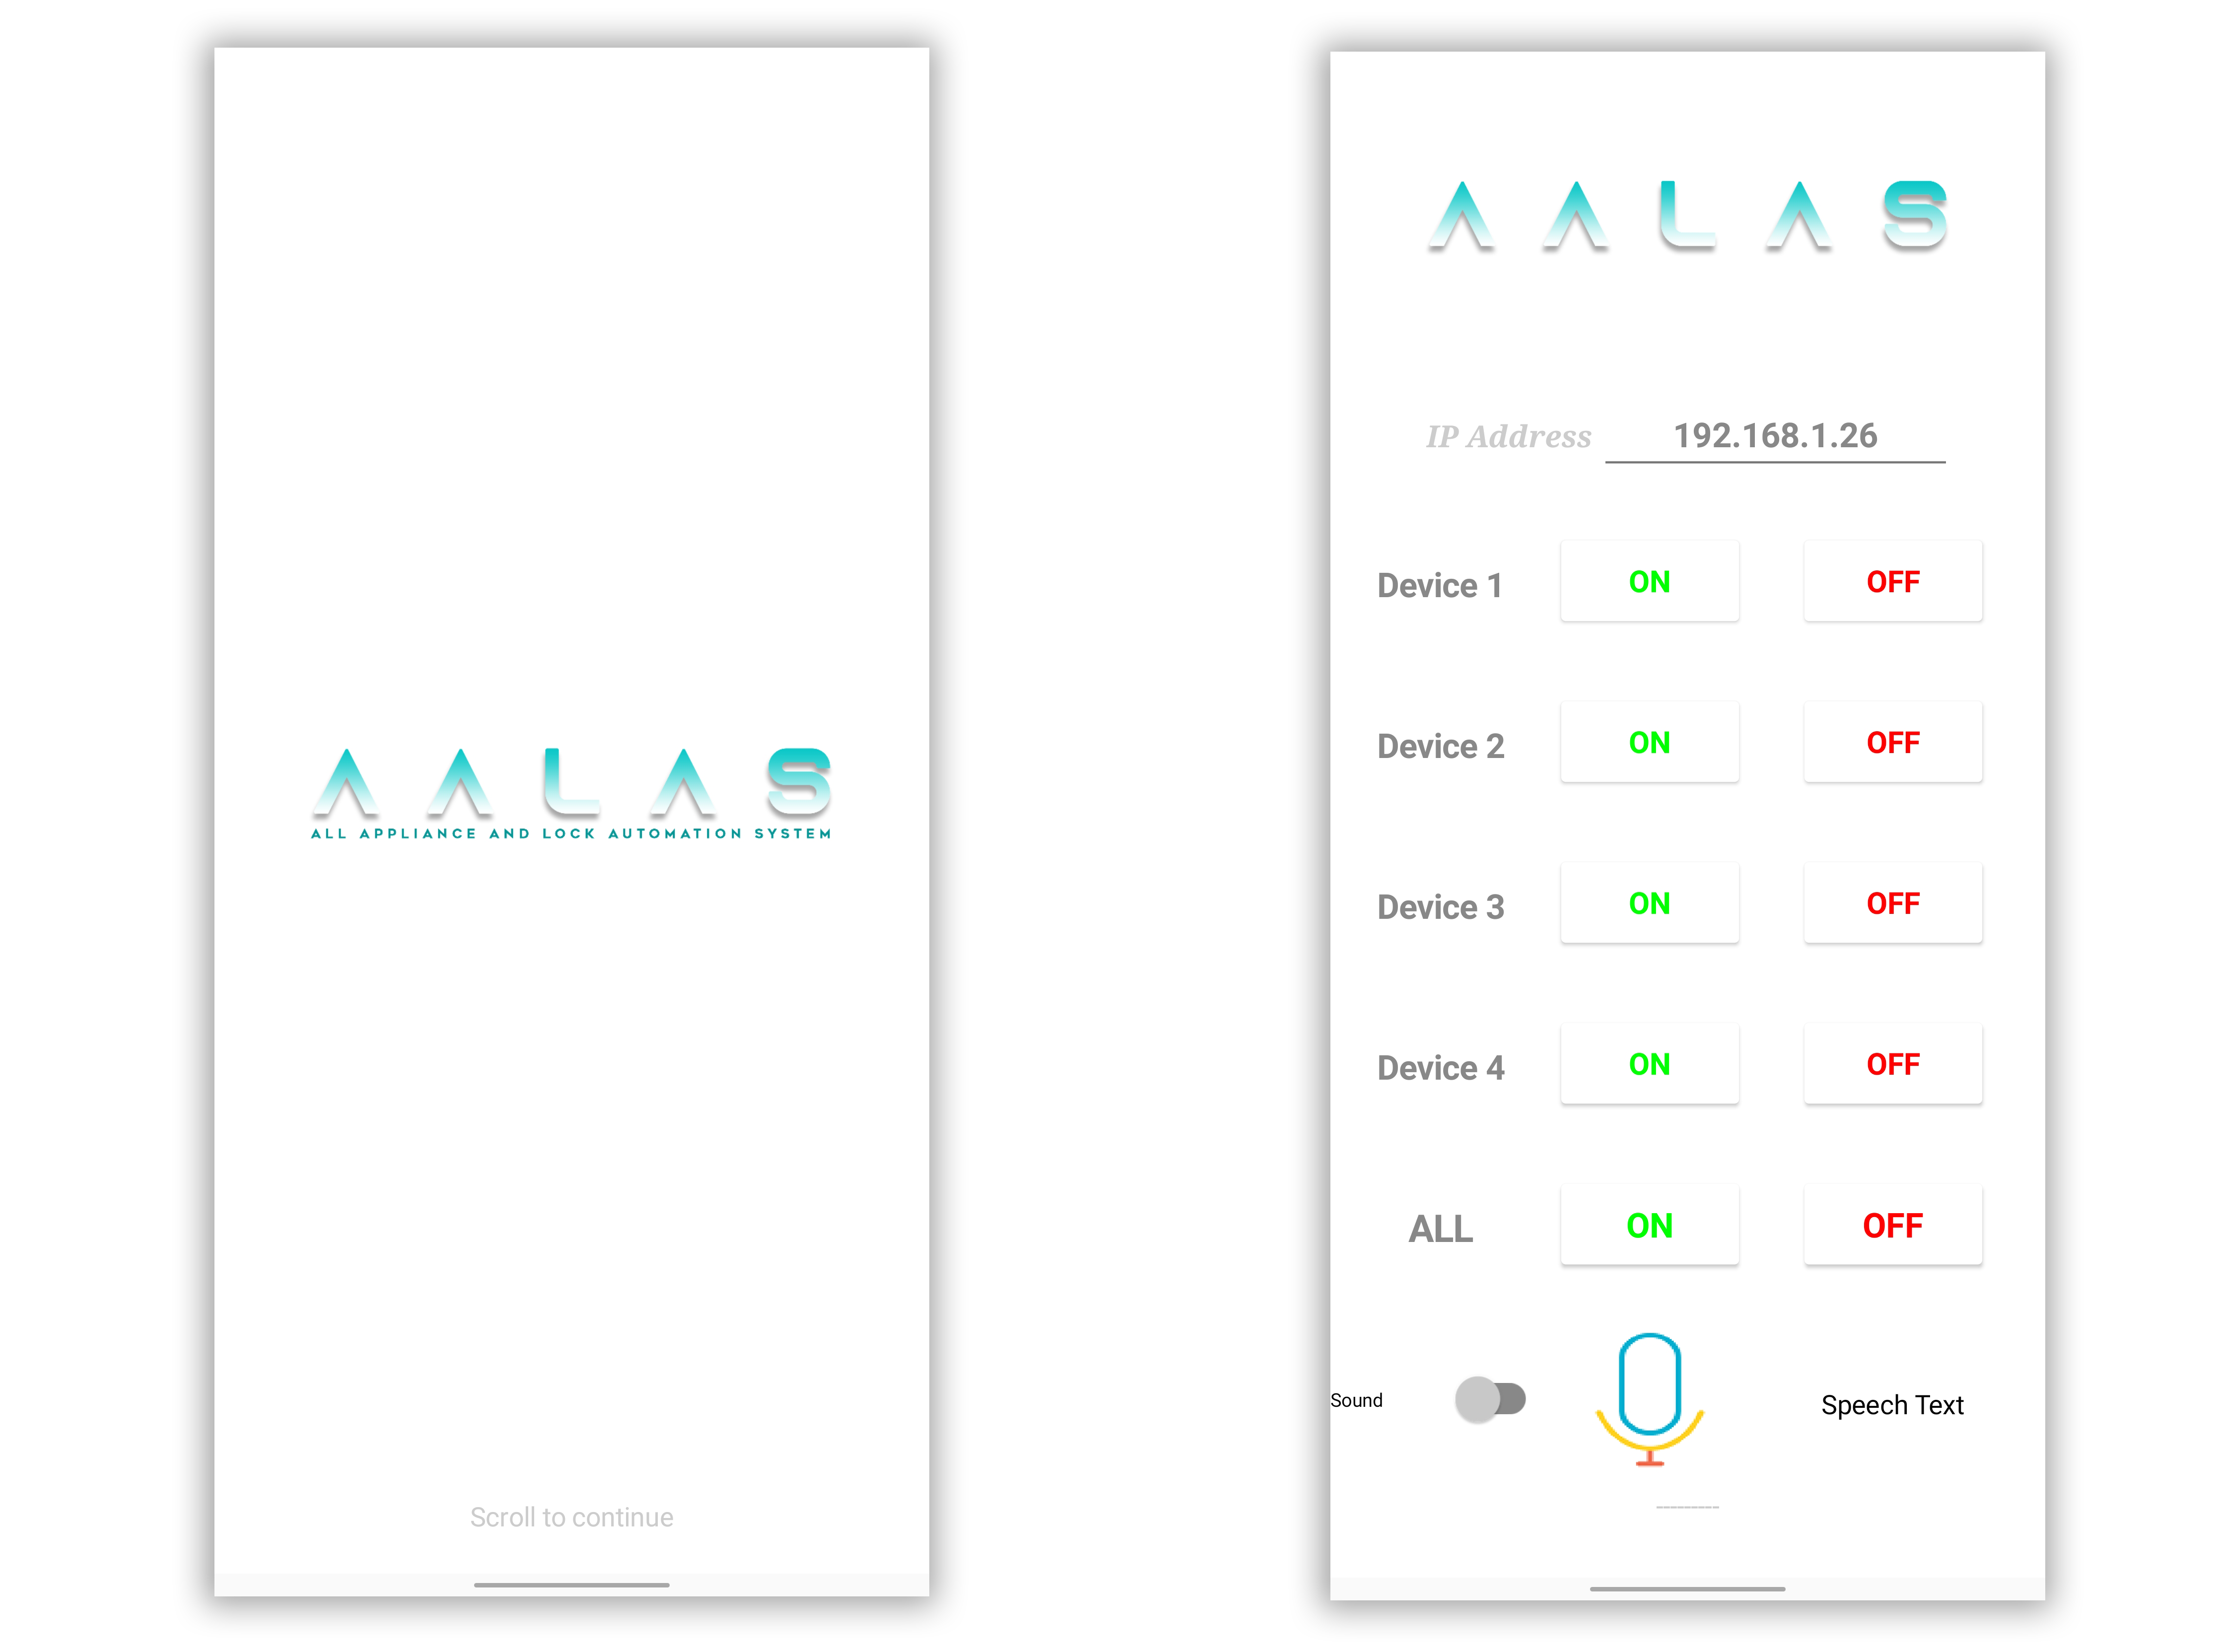 AALAS
ALL APPLIANCE AND LOCK AUTOMATION SYSTEM
Scroll to continue
AALAS
IP Address 192.168.1.26
Device 1 ON OFF
Device 2 ON OFF
Device 3 ON OFF
Device 4 ON OFF
ALL ON OFF
Sound Speech Text
---------